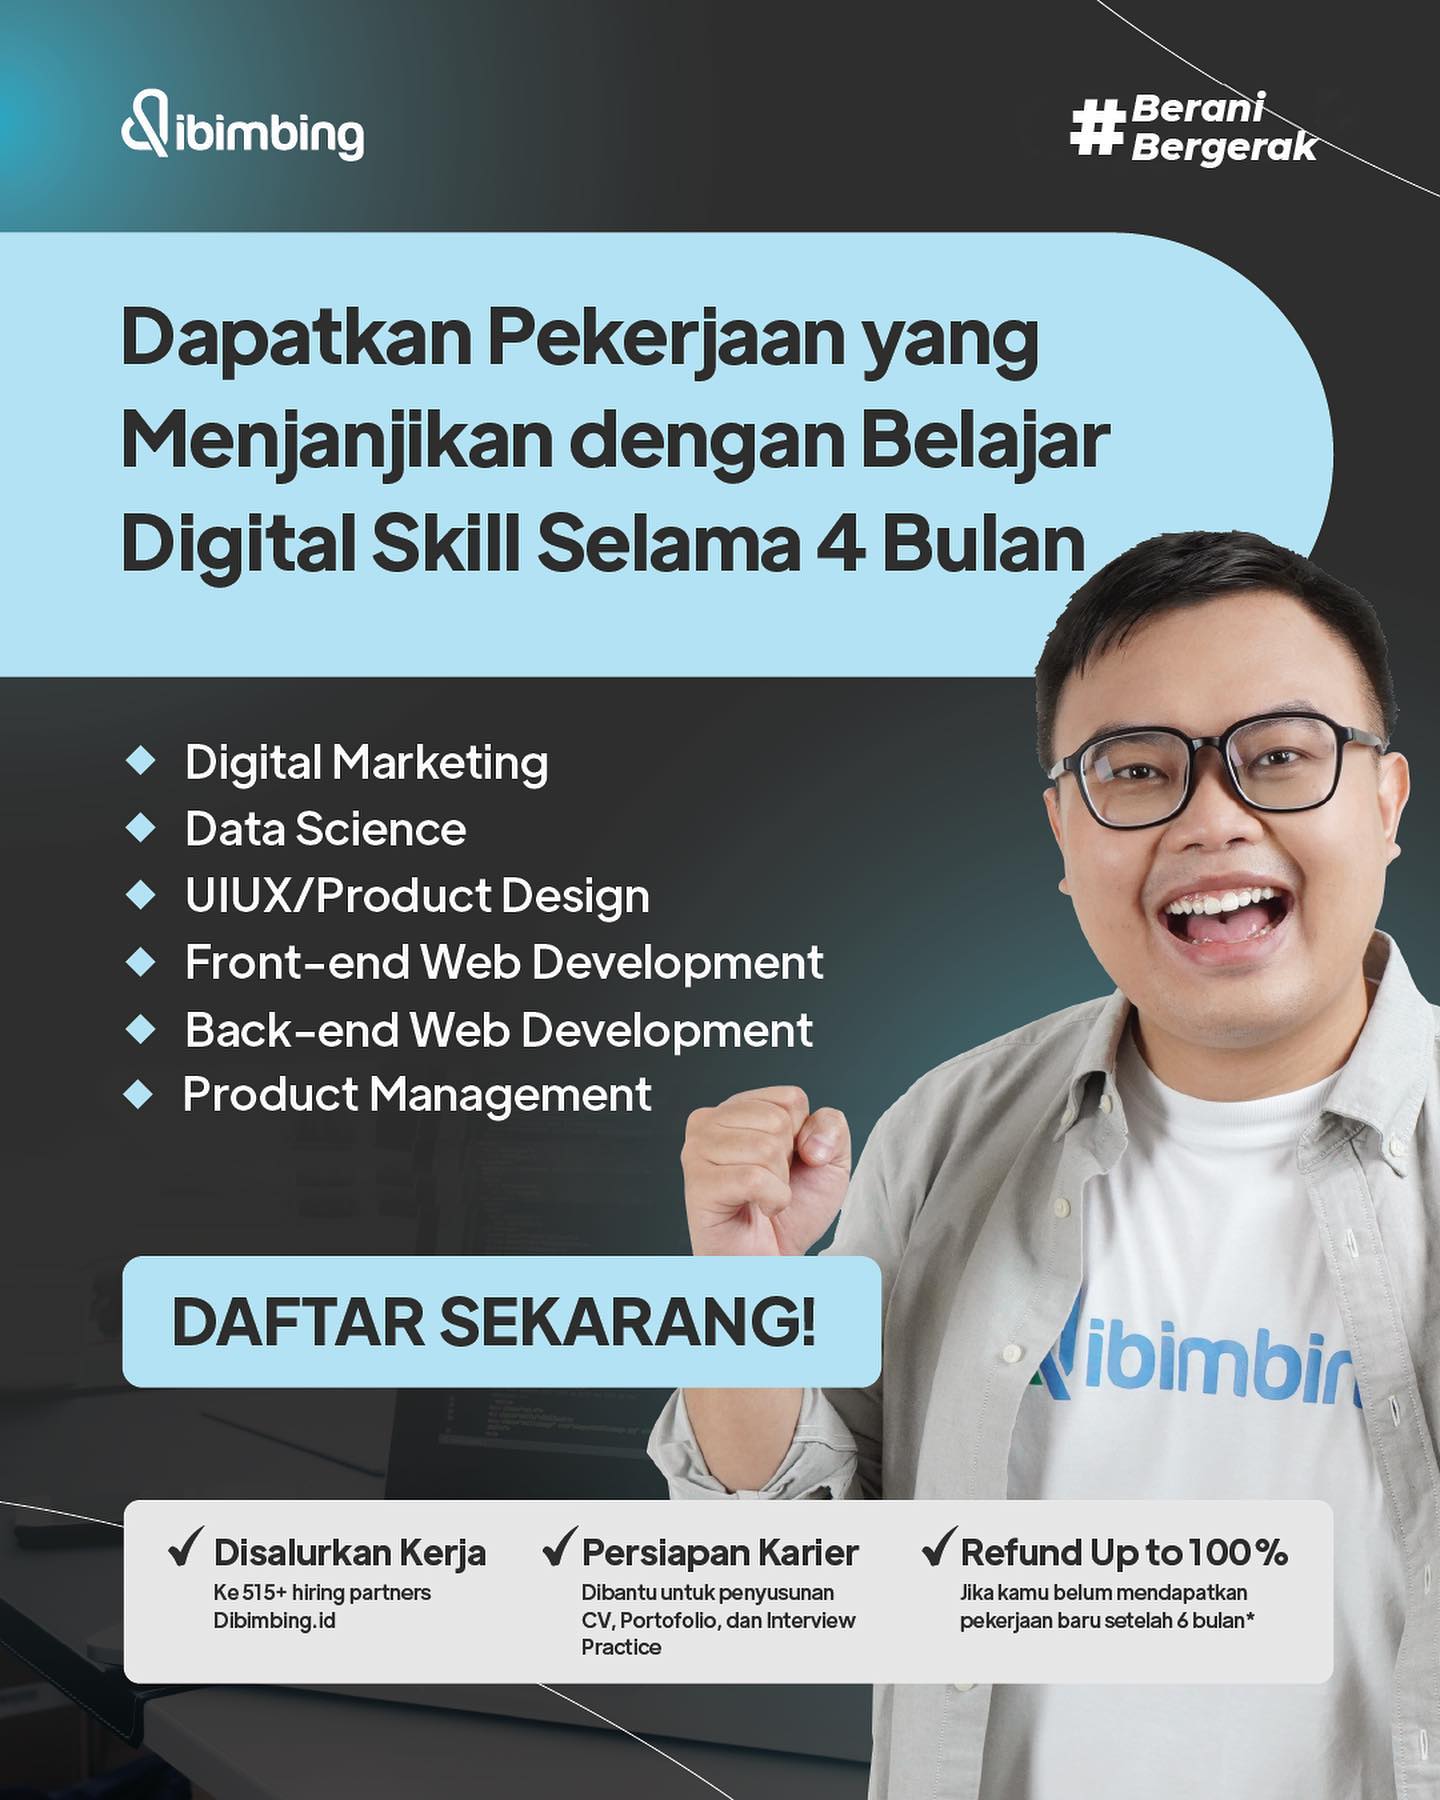 dibimbing
#Berani
Bergerak
Dapatkan Pekerjaan yang
Menjanjikan dengan Belajar
Digital Skill Selama 4 Bulan
Digital Marketing
Data Science
UIUX/Product Design
Front-end Web Development
Back-end Web Development
Product Management
DAFTAR SEKARANG!
dibimbin
Disalurkan Kerja
Ke 515+ hiring partners
Dibimbing.id
Persiapan Karier
Dibantu untuk penyusunan
CV, Portofolio, dan Interview
Practice
Refund Up to 100%
Jika kamu belum mendapatkan
pekerjaan baru setelah 6 bulan*